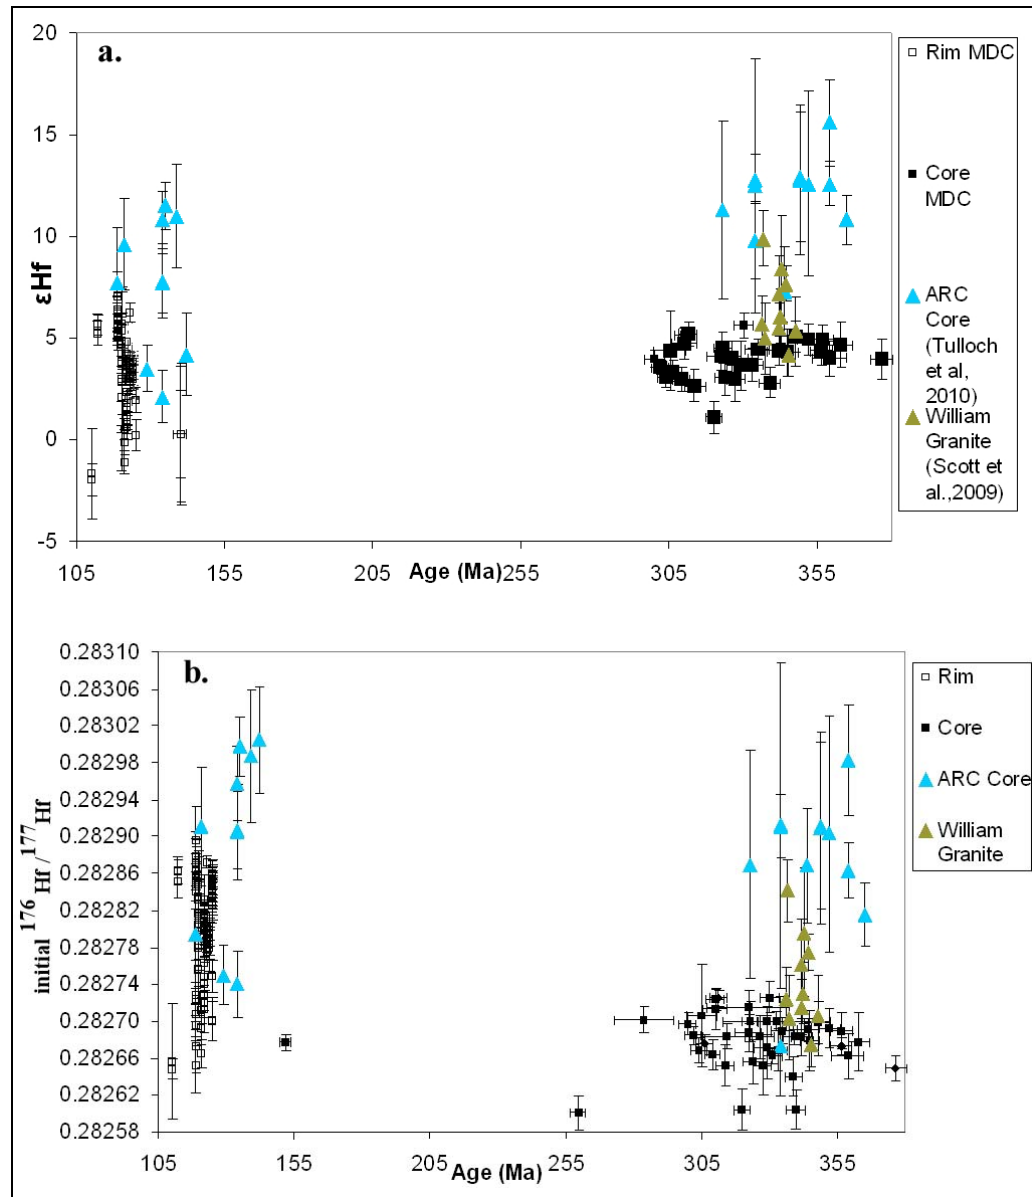 a.
20
15
10
5
0
-5
εHf
105
155
205
255
305
355
Age (Ma)
Rim MDC
Core
MDC
ARC
Core
(Tulloch
et al,
2010)
William
Granite
(Scott et
al.,2009)
b.
0.28310
0.28306
0.28302
0.28298
0.28294
0.28290
0.28286
0.28282
0.28278
0.28274
0.28270
0.28266
0.28262
0.28258
initial 176Hf/177Hf
105
155
205
255
305
355
Age (Ma)
Rim
Core
ARC Core
William
Granite